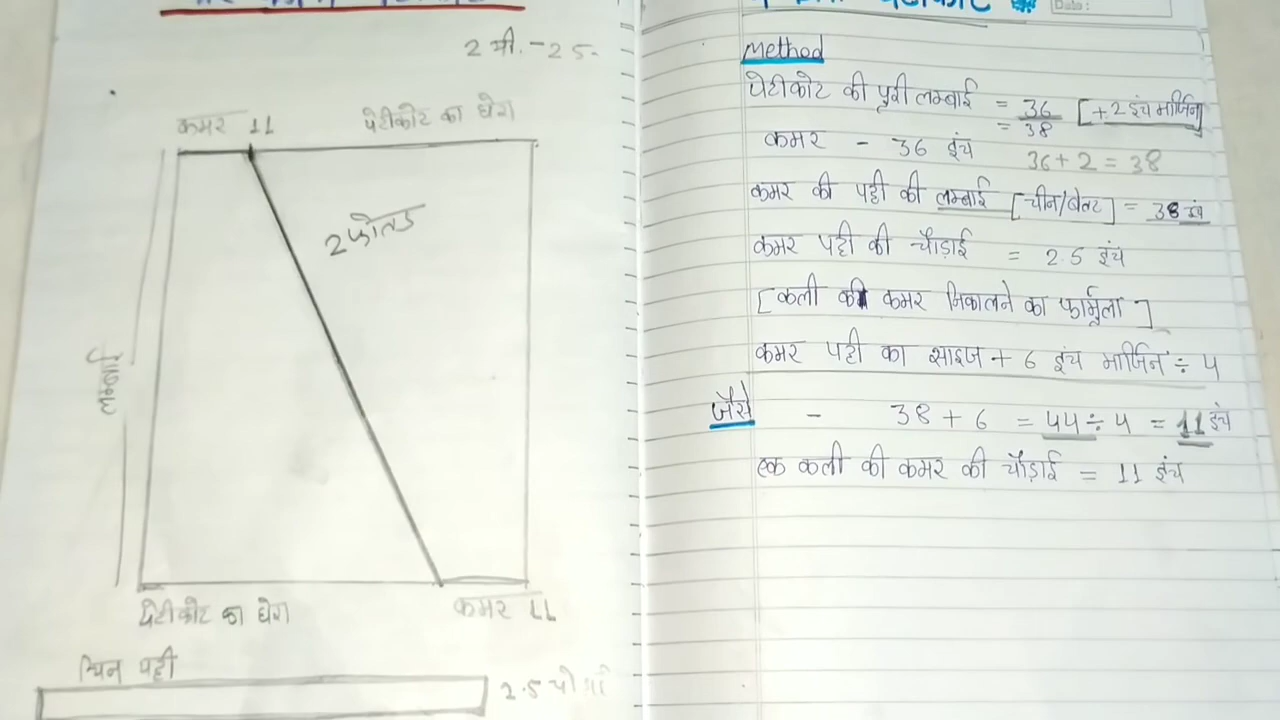 2 मी. - 25
कमर 11
पेटीकोट का घेरा
2 फोल्ड
लम्बाई
पेटीकोट का घेरा
कमर 11
चिन पट्टी
2.5
Date:
Method
पेटीकोट की पूरी लम्बाई = 36 [+2 इंच मार्जिन]
= 38
कमर - 36 इंच 36+2 = 38
कमर की पट्टी की लम्बाई [चीन/बेल्ट] = 38 इंच
कमर पट्टी की चौड़ाई = 2.5 इंच
[कली की कमर निकालने का फार्मूला]
कमर पट्टी का साइज + 6 इंच मार्जिन ÷ 4
जैसे - 38 + 6 = 44 ÷ 4 = 11 इंच
एक कली की कमर की चौड़ाई = 11 इंच